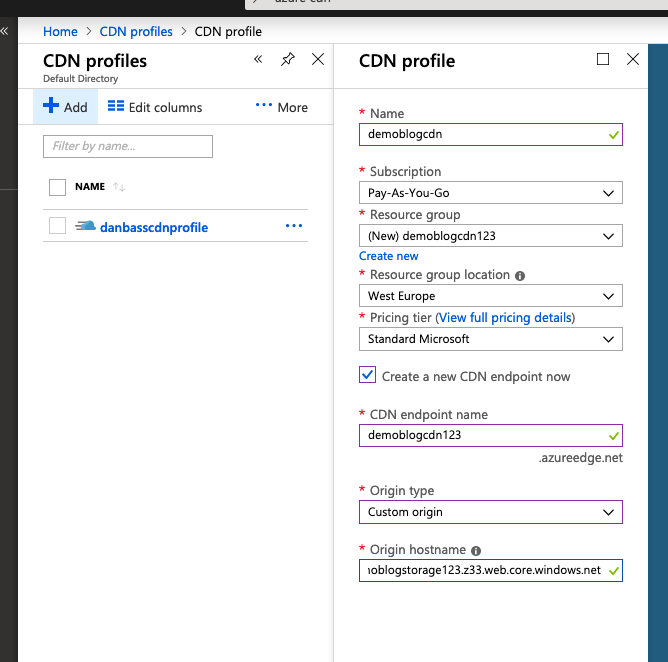 Home > CDN profiles > CDN profile
CDN profiles
Default Directory
Add
Edit columns
More
Filter by name...
NAME
danbasscdnprofile
CDN profile
* Name
demoblogcdn
* Subscription
Pay-As-You-Go
* Resource group
(New) demoblogcdn123
Create new
* Resource group location
West Europe
* Pricing tier (View full pricing details)
Standard Microsoft
Create a new CDN endpoint now
* CDN endpoint name
demoblogcdn123
.azureedge.net
* Origin type
Custom origin
* Origin hostname
noblogstorage123.z33.web.core.windows.net